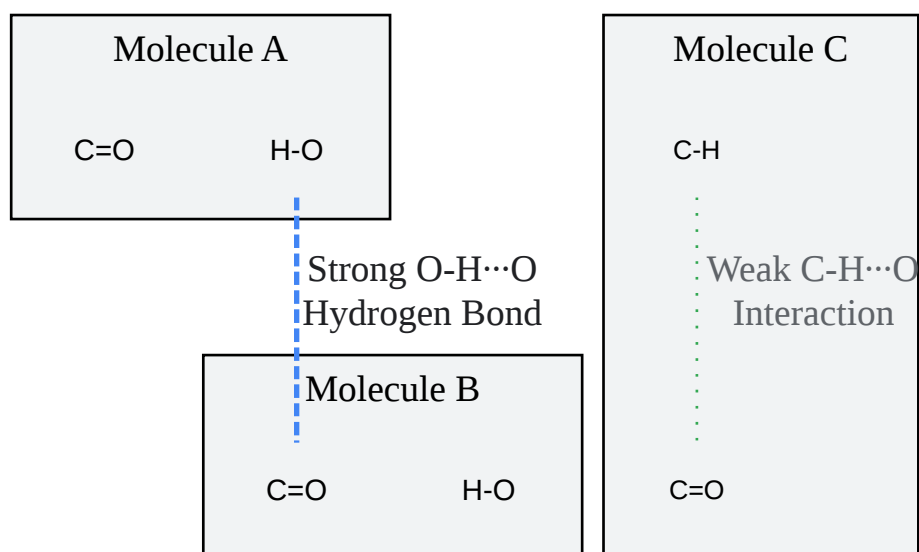 Molecule A
C=O
H-O
Strong O-H···O
Hydrogen Bond
Molecule B
C=O
H-O
Molecule C
C-H
Weak C-H···O
Interaction
C=O